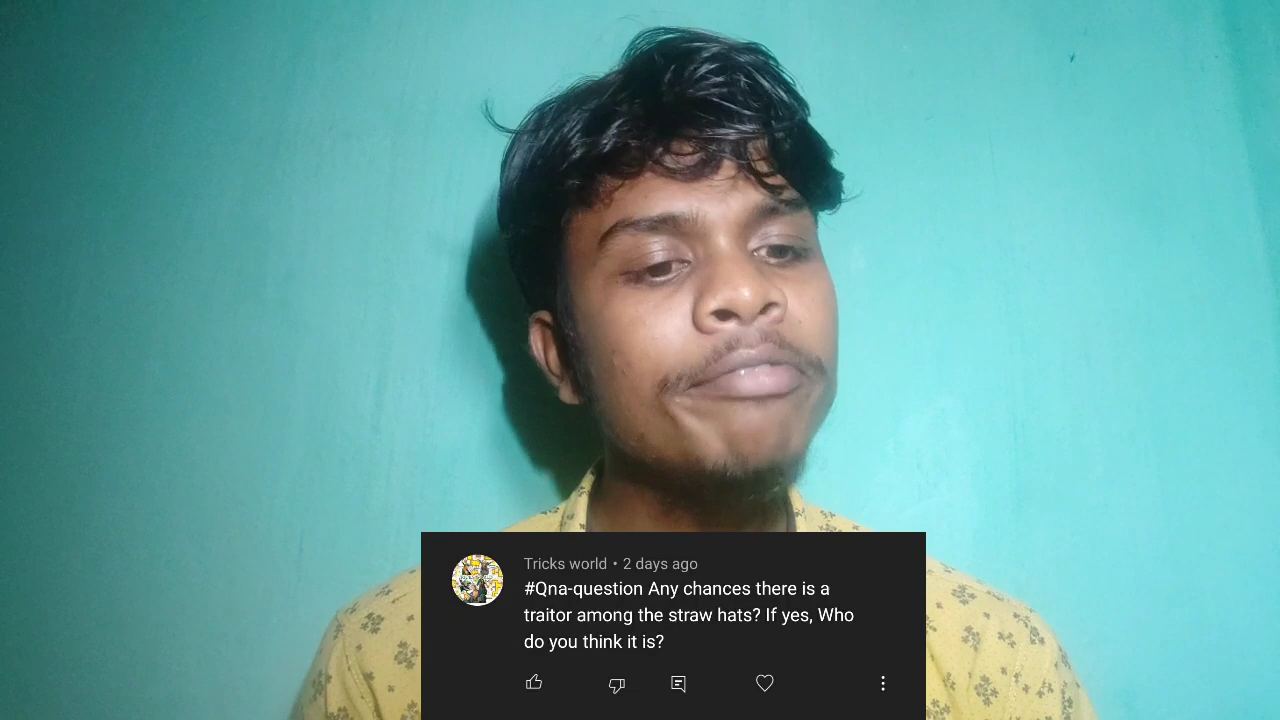 Tricks world • 2 days ago
#Qna-question Any chances there is a
traitor among the straw hats? If yes, Who
do you think it is?